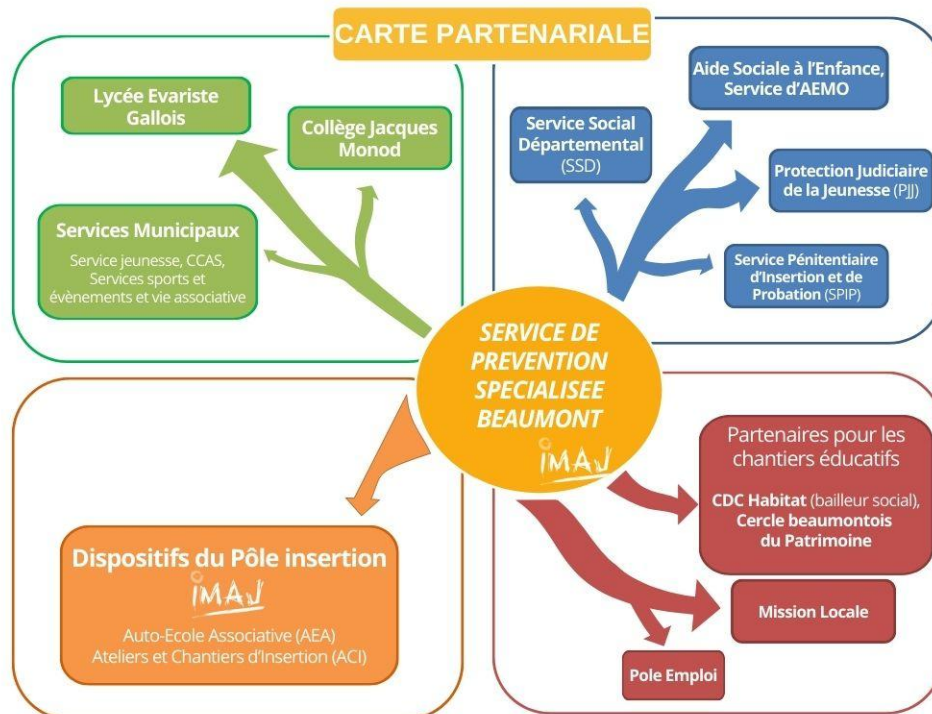 CARTE PARTENARIALE
Lycée Evariste
Gallois
Collège Jacques
Monod
Services Municipaux
Service jeunesse, CCAS,
Services sports et
évènements et vie associative
Service Social
Départemental
(SSD)
Aide Sociale à l'Enfance,
Service d'AEMO
Protection Judiciaire
de la Jeunesse (PJJ)
Service Pénitentiaire
d'Insertion et de
Probation (SPIP)
SERVICE DE
PREVENTION
SPECIALISEE
BEAUMONT
iMAJ
Dispositifs du Pôle insertion
iMAJ
Auto-Ecole Associative (AEA)
Ateliers et Chantiers d'Insertion (ACI)
Partenaires pour les
chantiers éducatifs
CDC Habitat (bailleur social),
Cercle beaumontois
du Patrimoine
Mission Locale
Pole Emploi